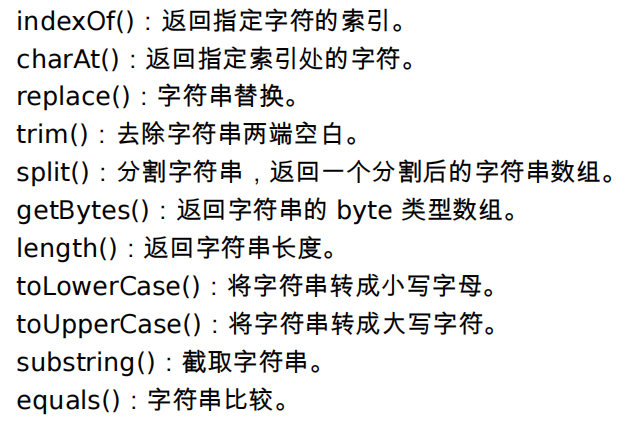 indexOf()：返回指定字符的索引。
charAt()：返回指定索引处的字符。
replace()：字符串替换。
trim()：去除字符串两端空白。
split()：分割字符串，返回一个分割后的字符串数组。
getBytes()：返回字符串的 byte 类型数组。
length()：返回字符串长度。
toLowerCase()：将字符串转成小写字母。
toUpperCase()：将字符串转成大写字符。
substring()：截取字符串。
equals()：字符串比较。